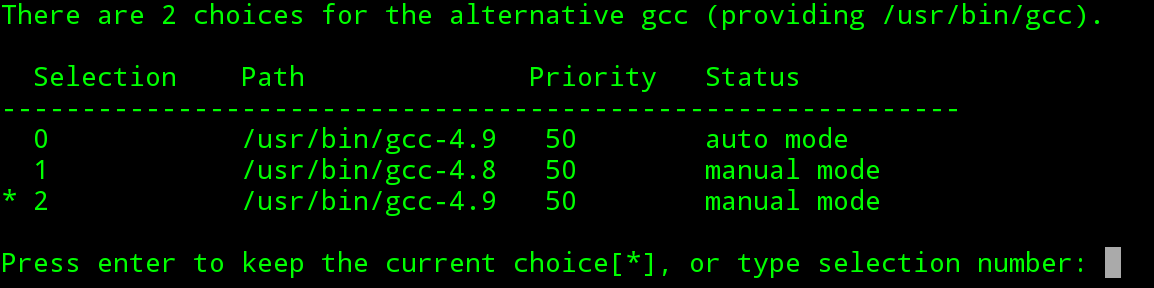 There are 2 choices for the alternative gcc (providing /usr/bin/gcc).
  Selection    Path              Priority   Status
------------------------------------------------------------
  0            /usr/bin/gcc-4.9   50        auto mode
  1            /usr/bin/gcc-4.8   50        manual mode
* 2            /usr/bin/gcc-4.9   50        manual mode
Press enter to keep the current choice[*], or type selection number: